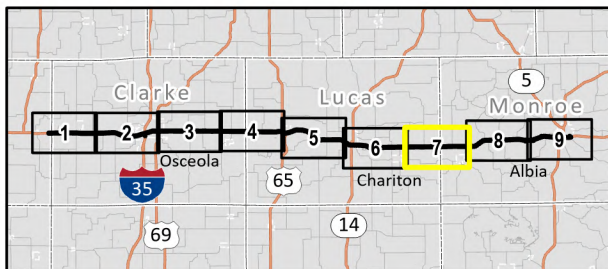 5
Clarke
Lucas
Monroe
1 2 3 4 5 6 7 8 9
Osceola
Chariton
Albia
35
65
14
69